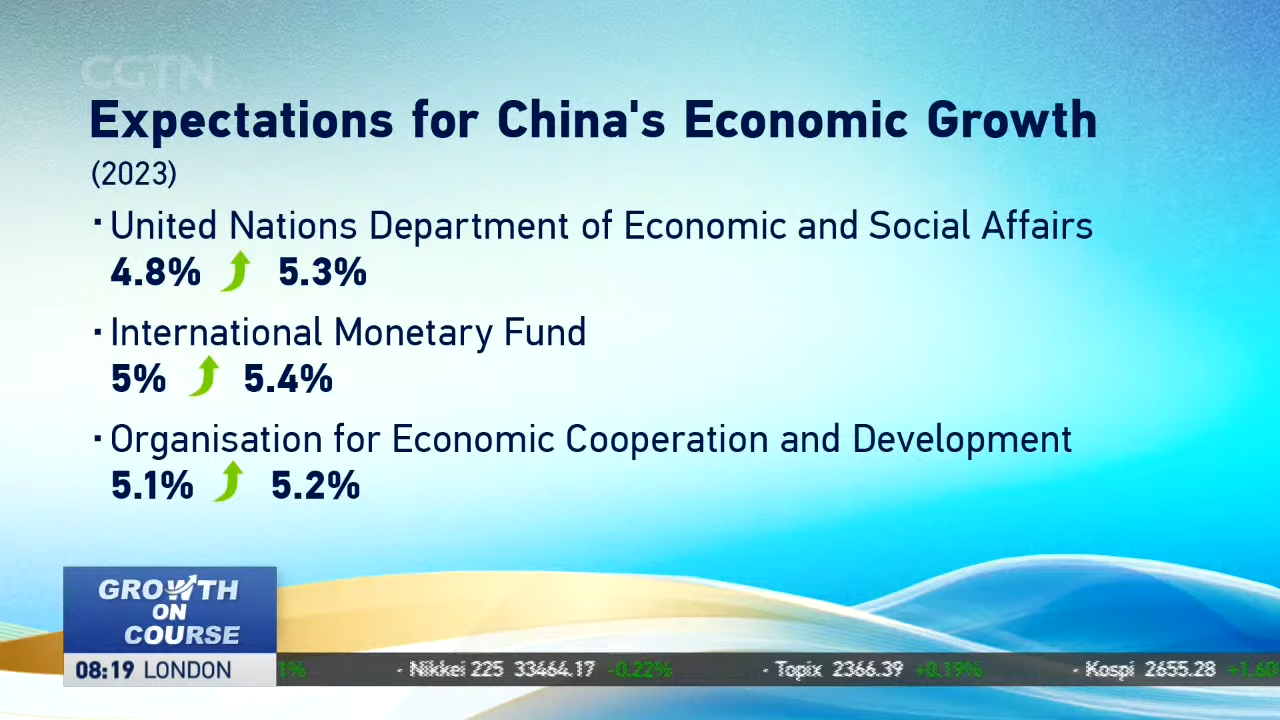 CGTN
Expectations for China's Economic Growth
(2023)
· United Nations Department of Economic and Social Affairs
4.8% 5.3%
· International Monetary Fund
5% 5.4%
· Organisation for Economic Cooperation and Development
5.1% 5.2%
GROWTH
ON
COURSE
08:19 LONDON 1% - Nikkei 225 33464.17 -0.22% - Topix 2366.39 +0.19% - Kospi 2655.28